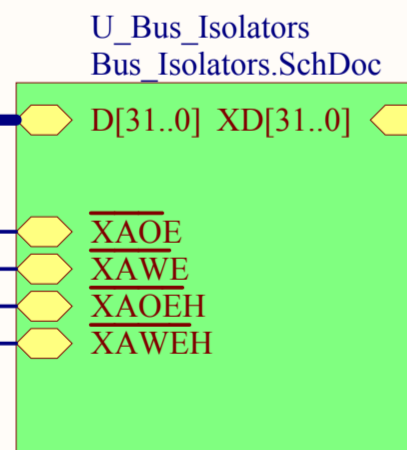 U_Bus_Isolators
Bus_Isolators.SchDoc
D[31..0] XD[31..0]
XAOE
XAWE
XAOEH
XAWEH